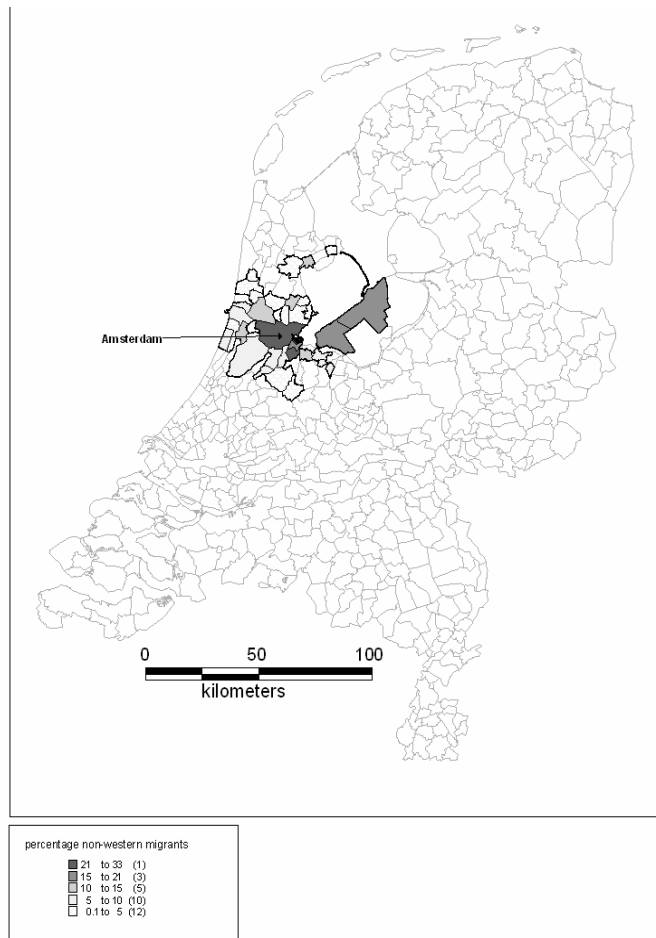 Amsterdam
0 50 100
kilometers
percentage non-western migrants
21 to 33 (1)
15 to 21 (3)
10 to 15 (5)
5 to 10 (10)
0.1 to 5 (12)